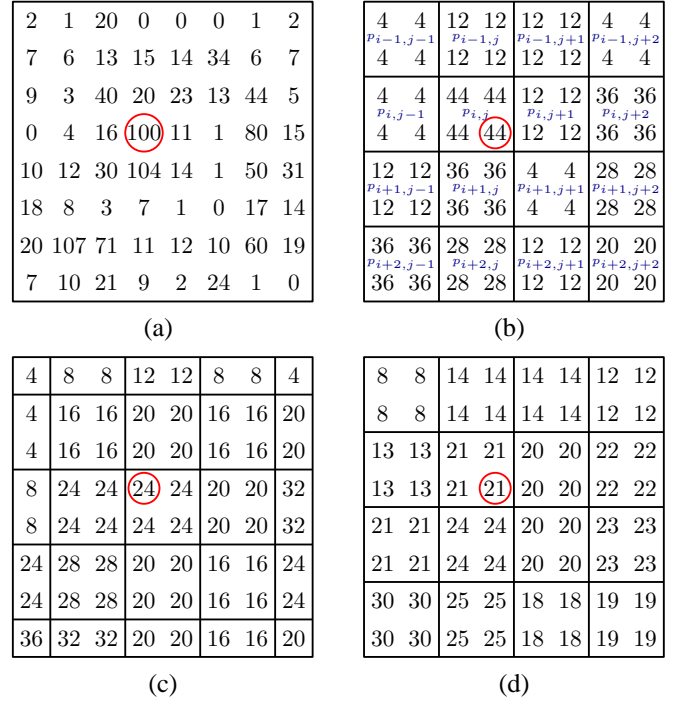 2 1 20 0 0 0 1 2
7 6 13 15 14 34 6 7
9 3 40 20 23 13 44 5
0 4 16 100 11 1 80 15
10 12 30 104 14 1 50 31
18 8 3 7 1 0 17 14
20 107 71 11 12 10 60 19
7 10 21 9 2 24 1 0
(a)
4 4 12 12 12 12 4 4
p_{i-1,j-1} p_{i-1,j} p_{i-1,j+1} p_{i-1,j+2}
4 4 12 12 12 12 4 4
4 4 44 44 12 12 36 36
p_{i,j-1} p_{i,j} p_{i,j+1} p_{i,j+2}
4 4 44 44 12 12 36 36
12 12 36 36 4 4 28 28
p_{i+1,j-1} p_{i+1,j} p_{i+1,j+1} p_{i+1,j+2}
12 12 36 36 4 4 28 28
36 36 28 28 12 12 20 20
p_{i+2,j-1} p_{i+2,j} p_{i+2,j+1} p_{i+2,j+2}
36 36 28 28 12 12 20 20
(b)
4 8 8 12 12 8 8 4
4 16 16 20 20 16 16 20
4 16 16 20 20 16 16 20
8 24 24 24 24 20 20 32
8 24 24 24 24 20 20 32
24 28 28 20 20 16 16 24
24 28 28 20 20 16 16 24
36 32 32 20 20 16 16 20
(c)
8 8 14 14 14 14 12 12
8 8 14 14 14 14 12 12
13 13 21 21 20 20 22 22
13 13 21 21 20 20 22 22
21 21 24 24 20 20 23 23
21 21 24 24 20 20 23 23
30 30 25 25 18 18 19 19
30 30 25 25 18 18 19 19
(d)